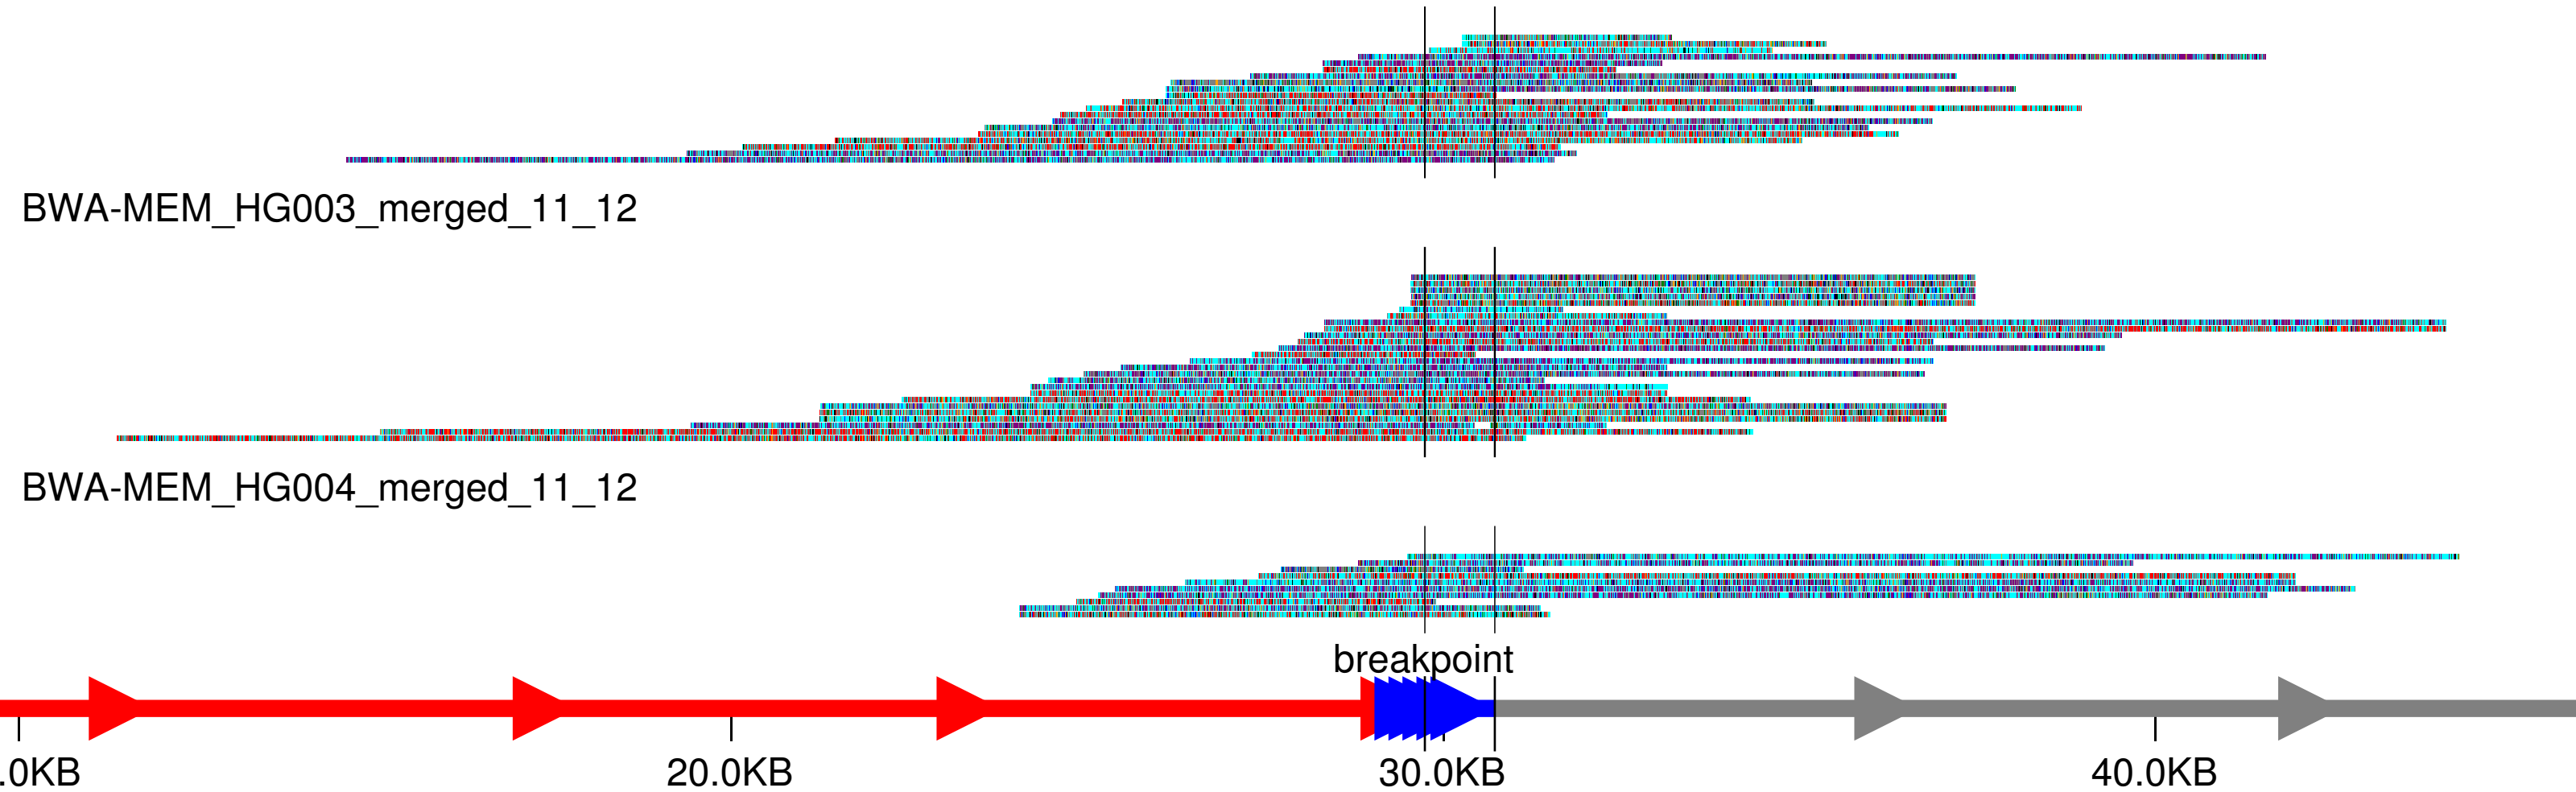 BWA-MEM_HG003_merged_11_12
BWA-MEM_HG004_merged_11_12
breakpoint
.0KB 20.0KB 30.0KB 40.0KB